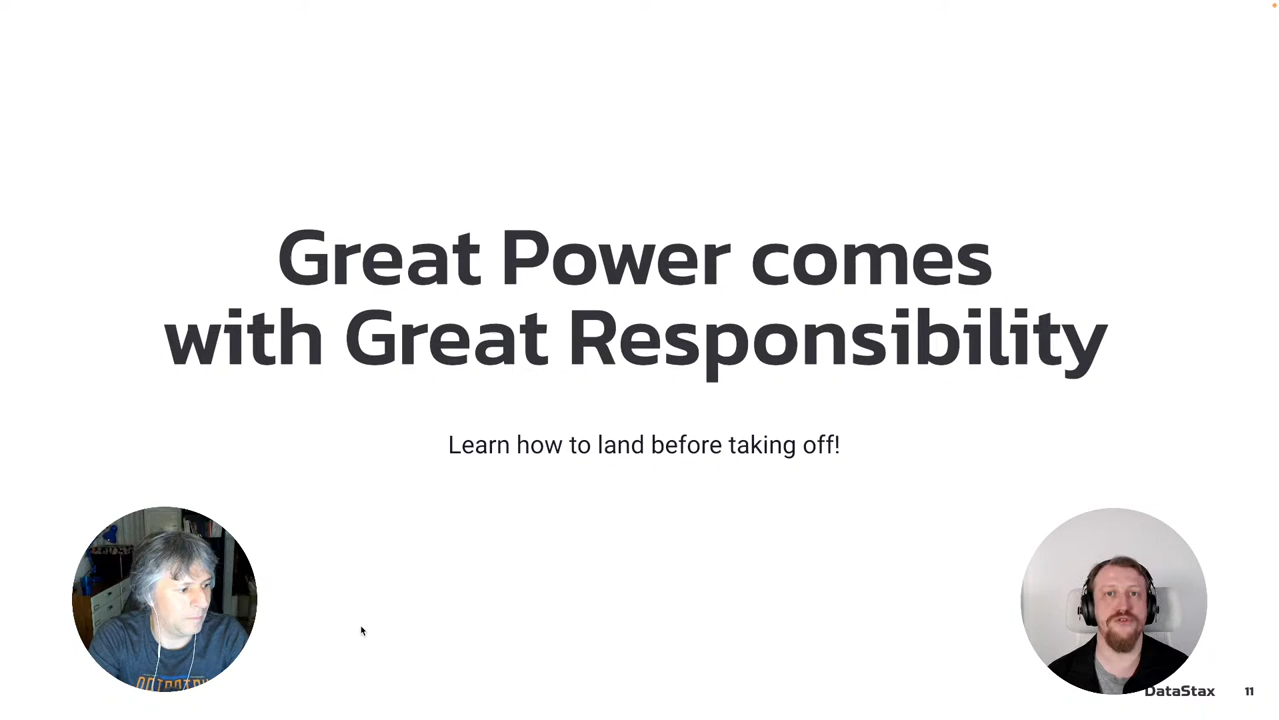 Great Power comes
with Great Responsibility
Learn how to land before taking off!
DataStax
11